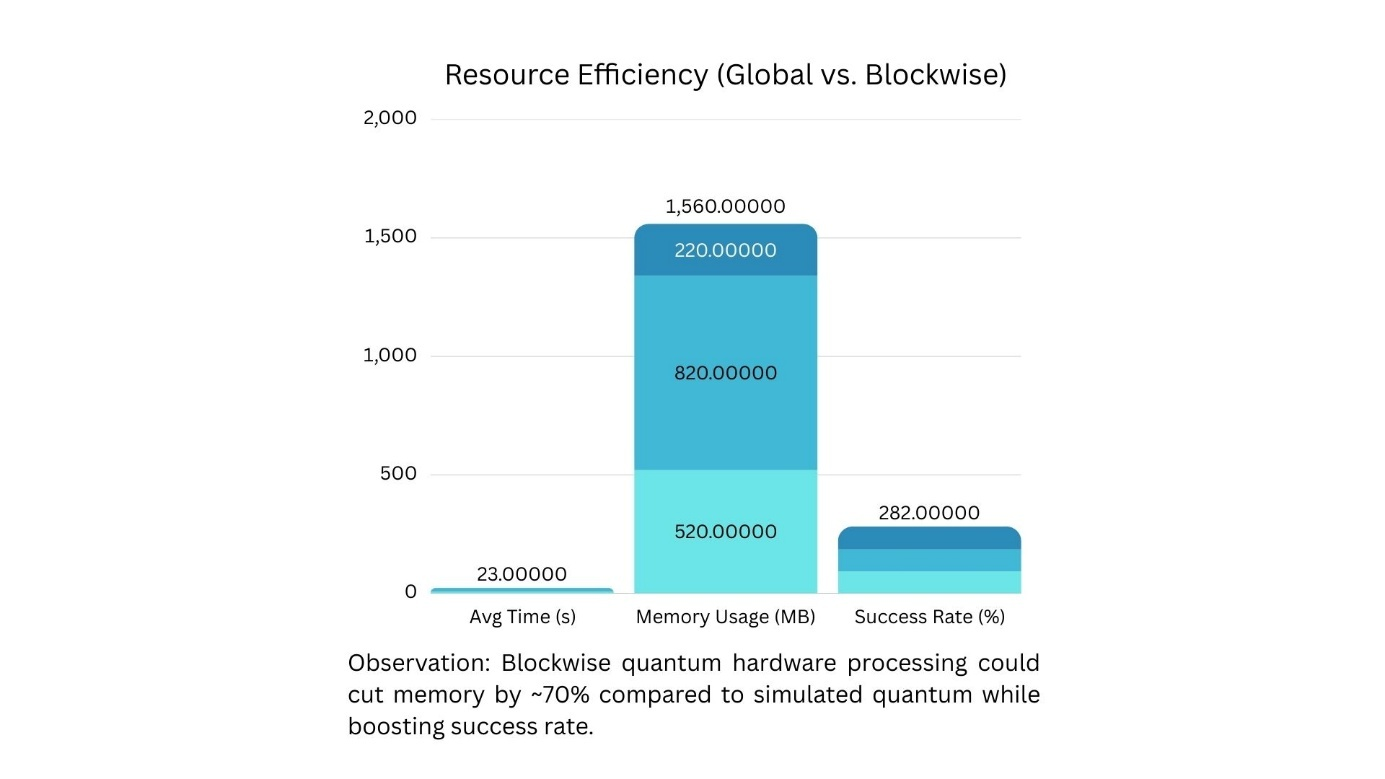 Resource Efficiency (Global vs. Blockwise)
2,000
1,500
1,000
500
0
1,560.00000
220.00000
820.00000
520.00000
282.00000
23.00000
Avg Time (s)
Memory Usage (MB)
Success Rate (%)
Observation: Blockwise quantum hardware processing could
cut memory by ~70% compared to simulated quantum while
boosting success rate.